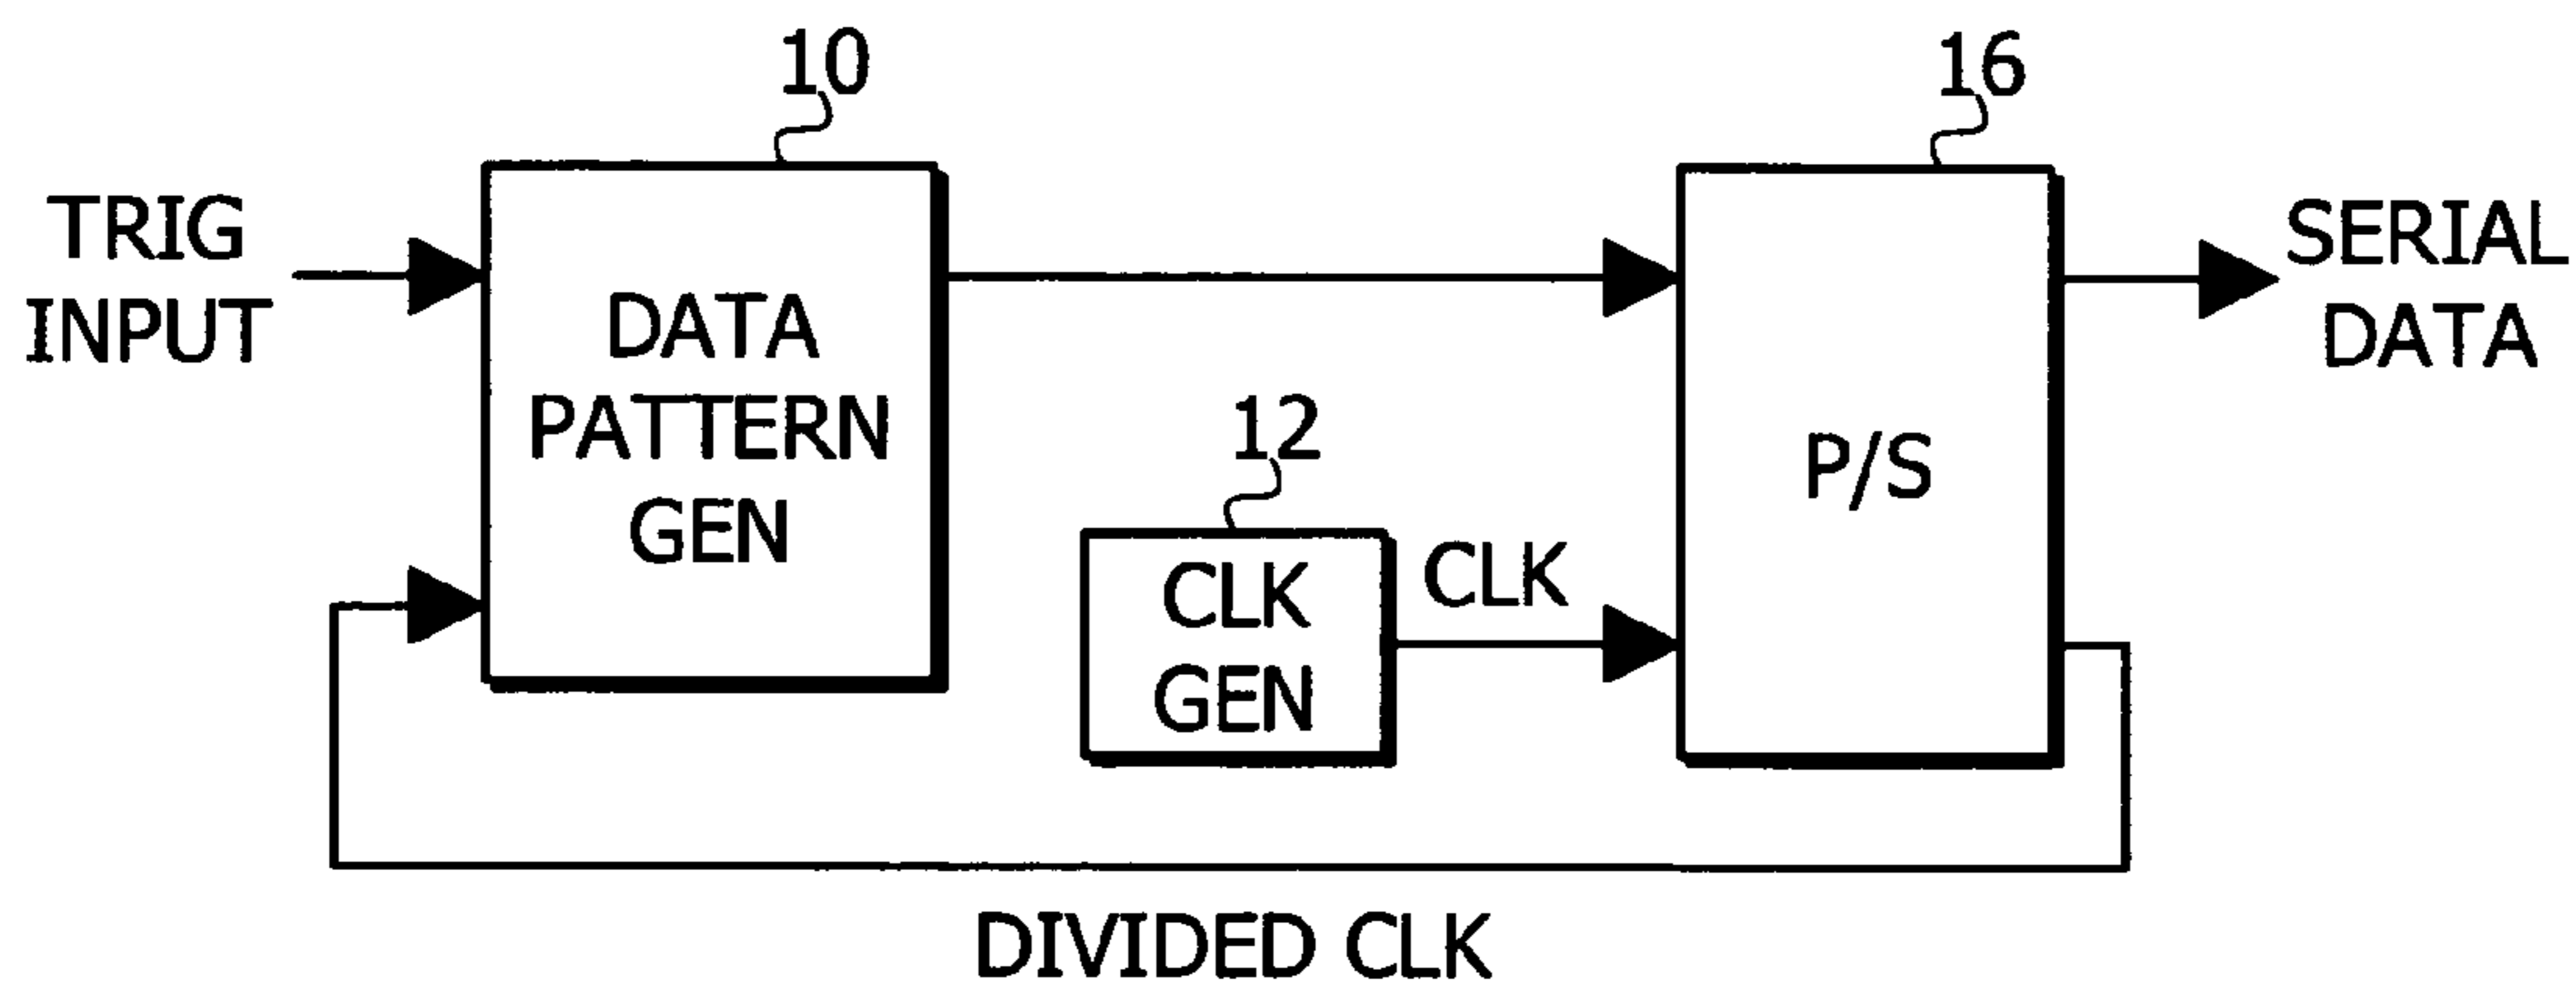 10
16
TRIG
INPUT
DATA
PATTERN
GEN
12
CLK
GEN
CLK
P/S
SERIAL
DATA
DIVIDED CLK